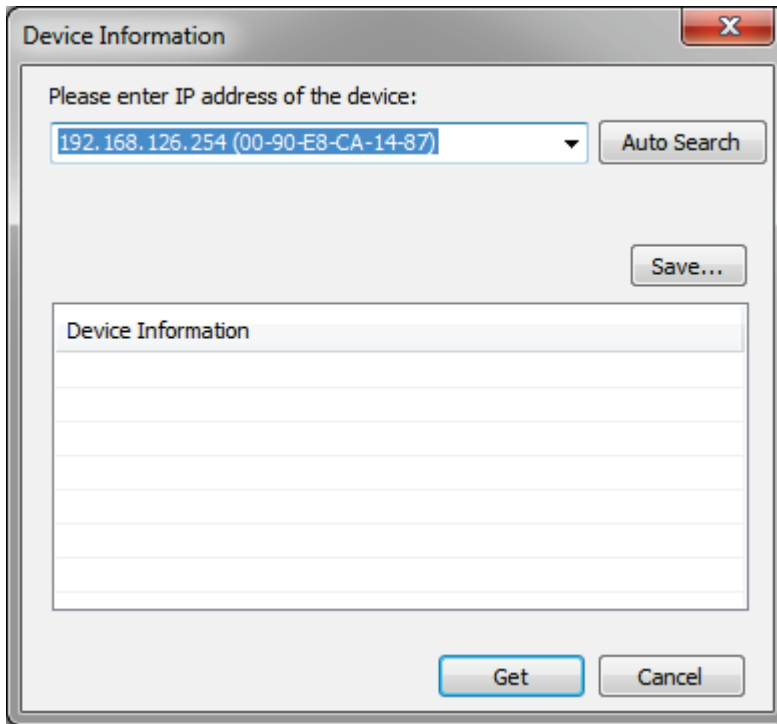 Device Information
Please enter IP address of the device:
192.168.126.254 (00-90-E8-CA-14-87) Auto Search
Save...
Device Information
Get Cancel